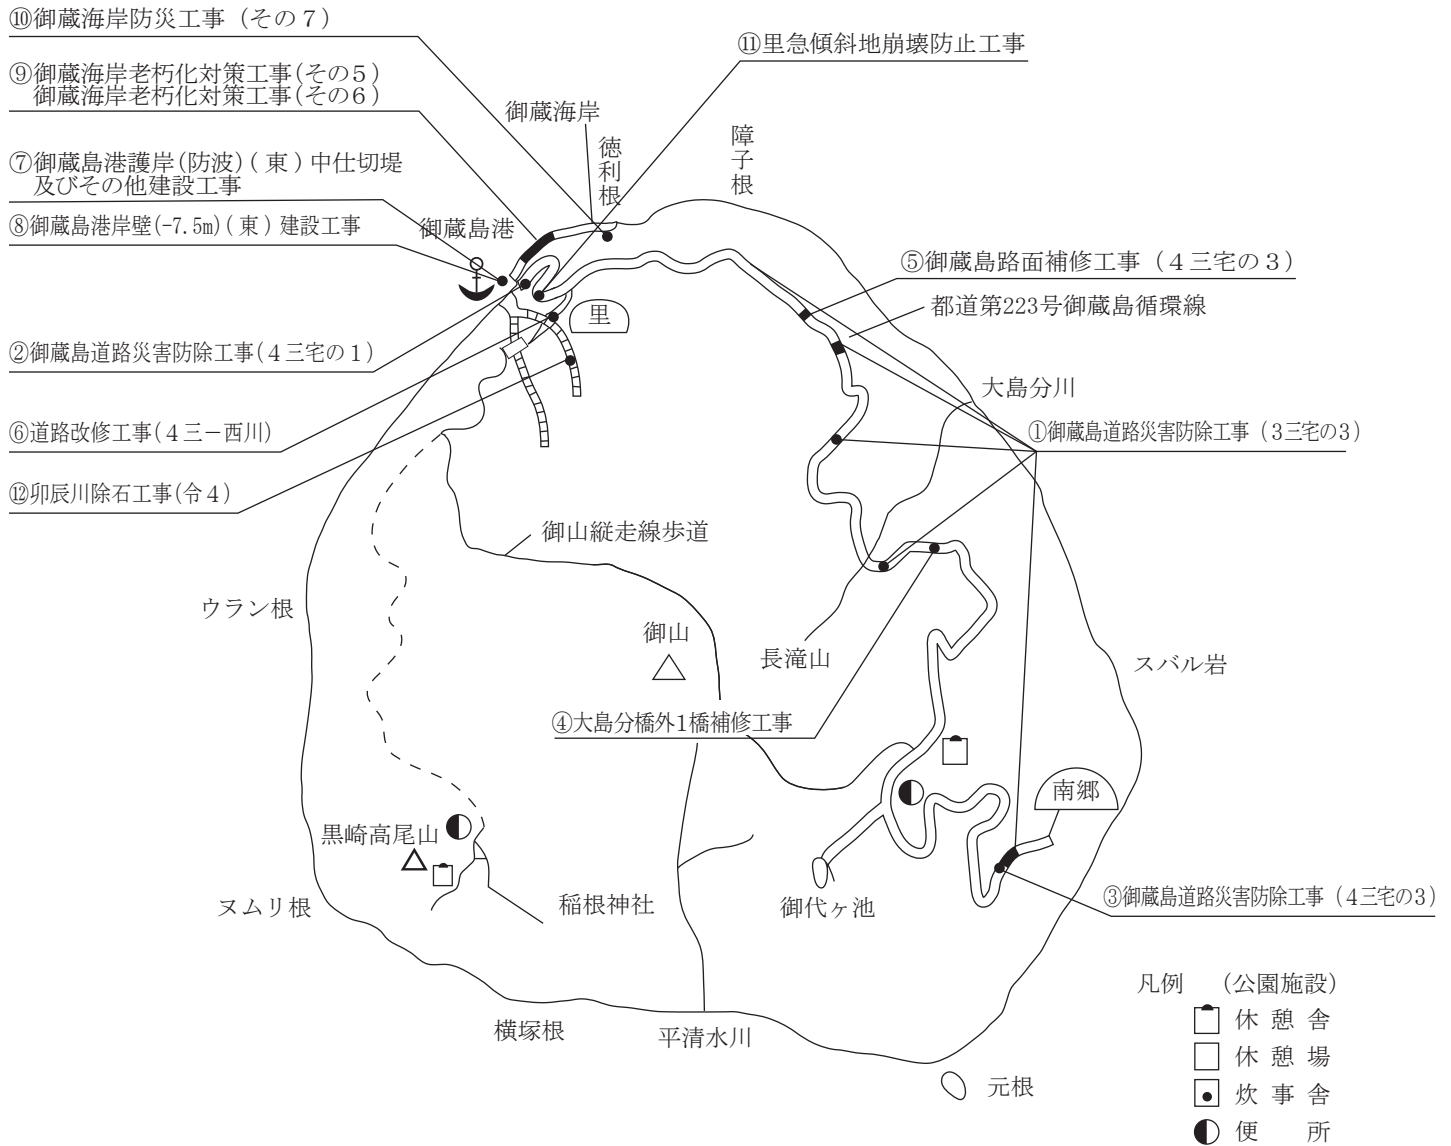 ⑩御蔵海岸防災工事（その７）
⑪里急傾斜地崩壊防止工事
⑨御蔵海岸老朽化対策工事(その５)
御蔵海岸老朽化対策工事(その６)
御蔵海岸
徳利根
障子根
⑦御蔵島港護岸(防波)(東)中仕切堤
及びその他建設工事
⑧御蔵島港岸壁(-7.5m)(東)建設工事
御蔵島港
⑤御蔵島路面補修工事（４三宅の３）
都道第223号御蔵島循環線
里
②御蔵島道路災害防除工事(４三宅の１)
大島分川
⑥道路改修工事(４三－西川)
①御蔵島道路災害防除工事（3三宅の3）
⑫卯辰川除石工事(令４)
御山縦走線歩道
ウラン根
御山
長滝山
スバル岩
④大島分橋外1橋補修工事
南郷
黒崎高尾山
ヌムリ根
稲根神社
御代ヶ池
③御蔵島道路災害防除工事（4三宅の3）
横塚根
平清水川
元根
凡例　（公園施設）
休憩舎
休憩場
炊事舎
便　所